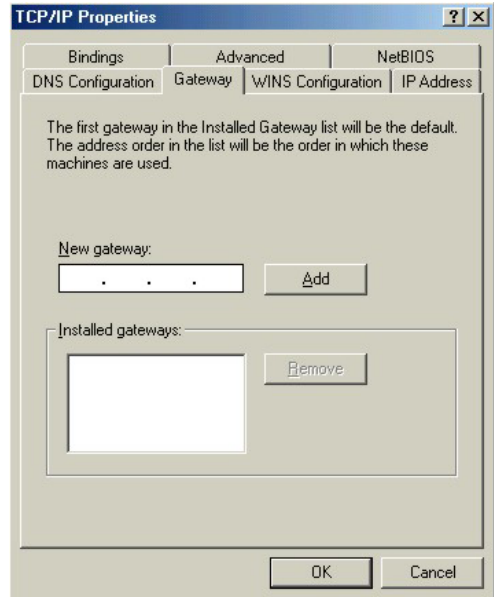 TCP/IP Properties
? ×
Bindings Advanced NetBIOS
DNS Configuration Gateway WINS Configuration IP Address
The first gateway in the Installed Gateway list will be the default.
The address order in the list will be the order in which these
machines are used.
New gateway:
. . .
Add
Installed gateways:
Remove
OK Cancel